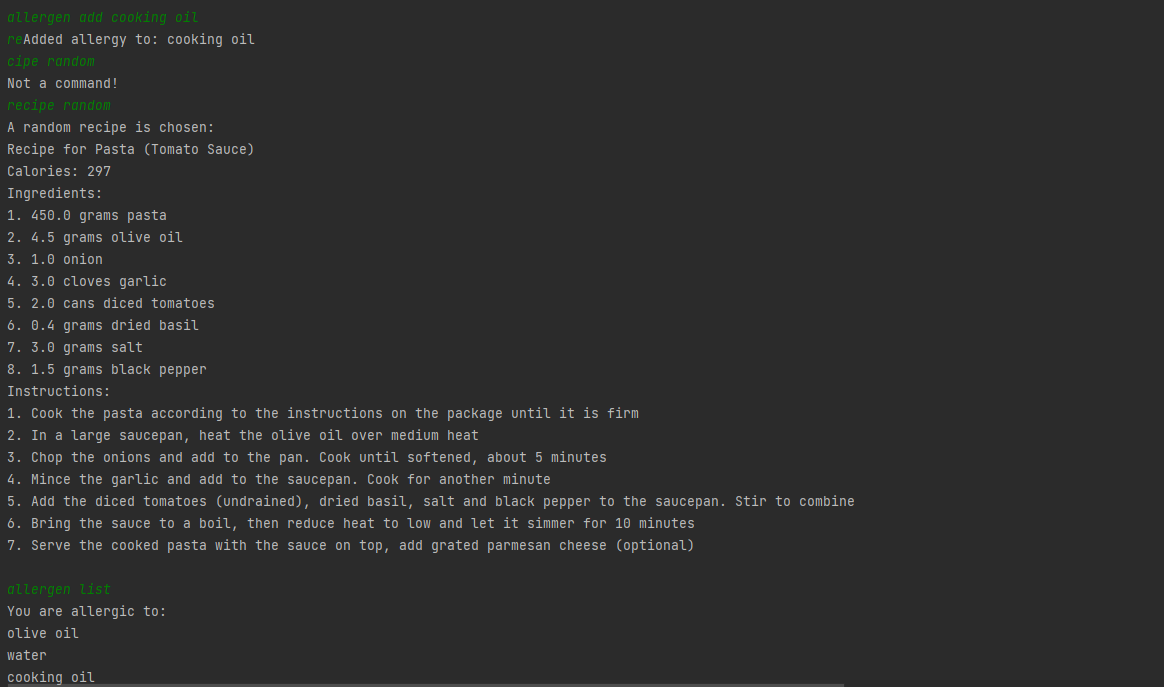 allergen add cooking oil
reAdded allergy to: cooking oil
cipe random
Not a command!
recipe random
A random recipe is chosen:
Recipe for Pasta (Tomato Sauce)
Calories: 297
Ingredients:
1. 450.0 grams pasta
2. 4.5 grams olive oil
3. 1.0 onion
4. 3.0 cloves garlic
5. 2.0 cans diced tomatoes
6. 0.4 grams dried basil
7. 3.0 grams salt
8. 1.5 grams black pepper
Instructions:
1. Cook the pasta according to the instructions on the package until it is firm
2. In a large saucepan, heat the olive oil over medium heat
3. Chop the onions and add to the pan. Cook until softened, about 5 minutes
4. Mince the garlic and add to the saucepan. Cook for another minute
5. Add the diced tomatoes (undrained), dried basil, salt and black pepper to the saucepan. Stir to combine
6. Bring the sauce to a boil, then reduce heat to low and let it simmer for 10 minutes
7. Serve the cooked pasta with the sauce on top, add grated parmesan cheese (optional)
allergen list
You are allergic to:
olive oil
water
cooking oil